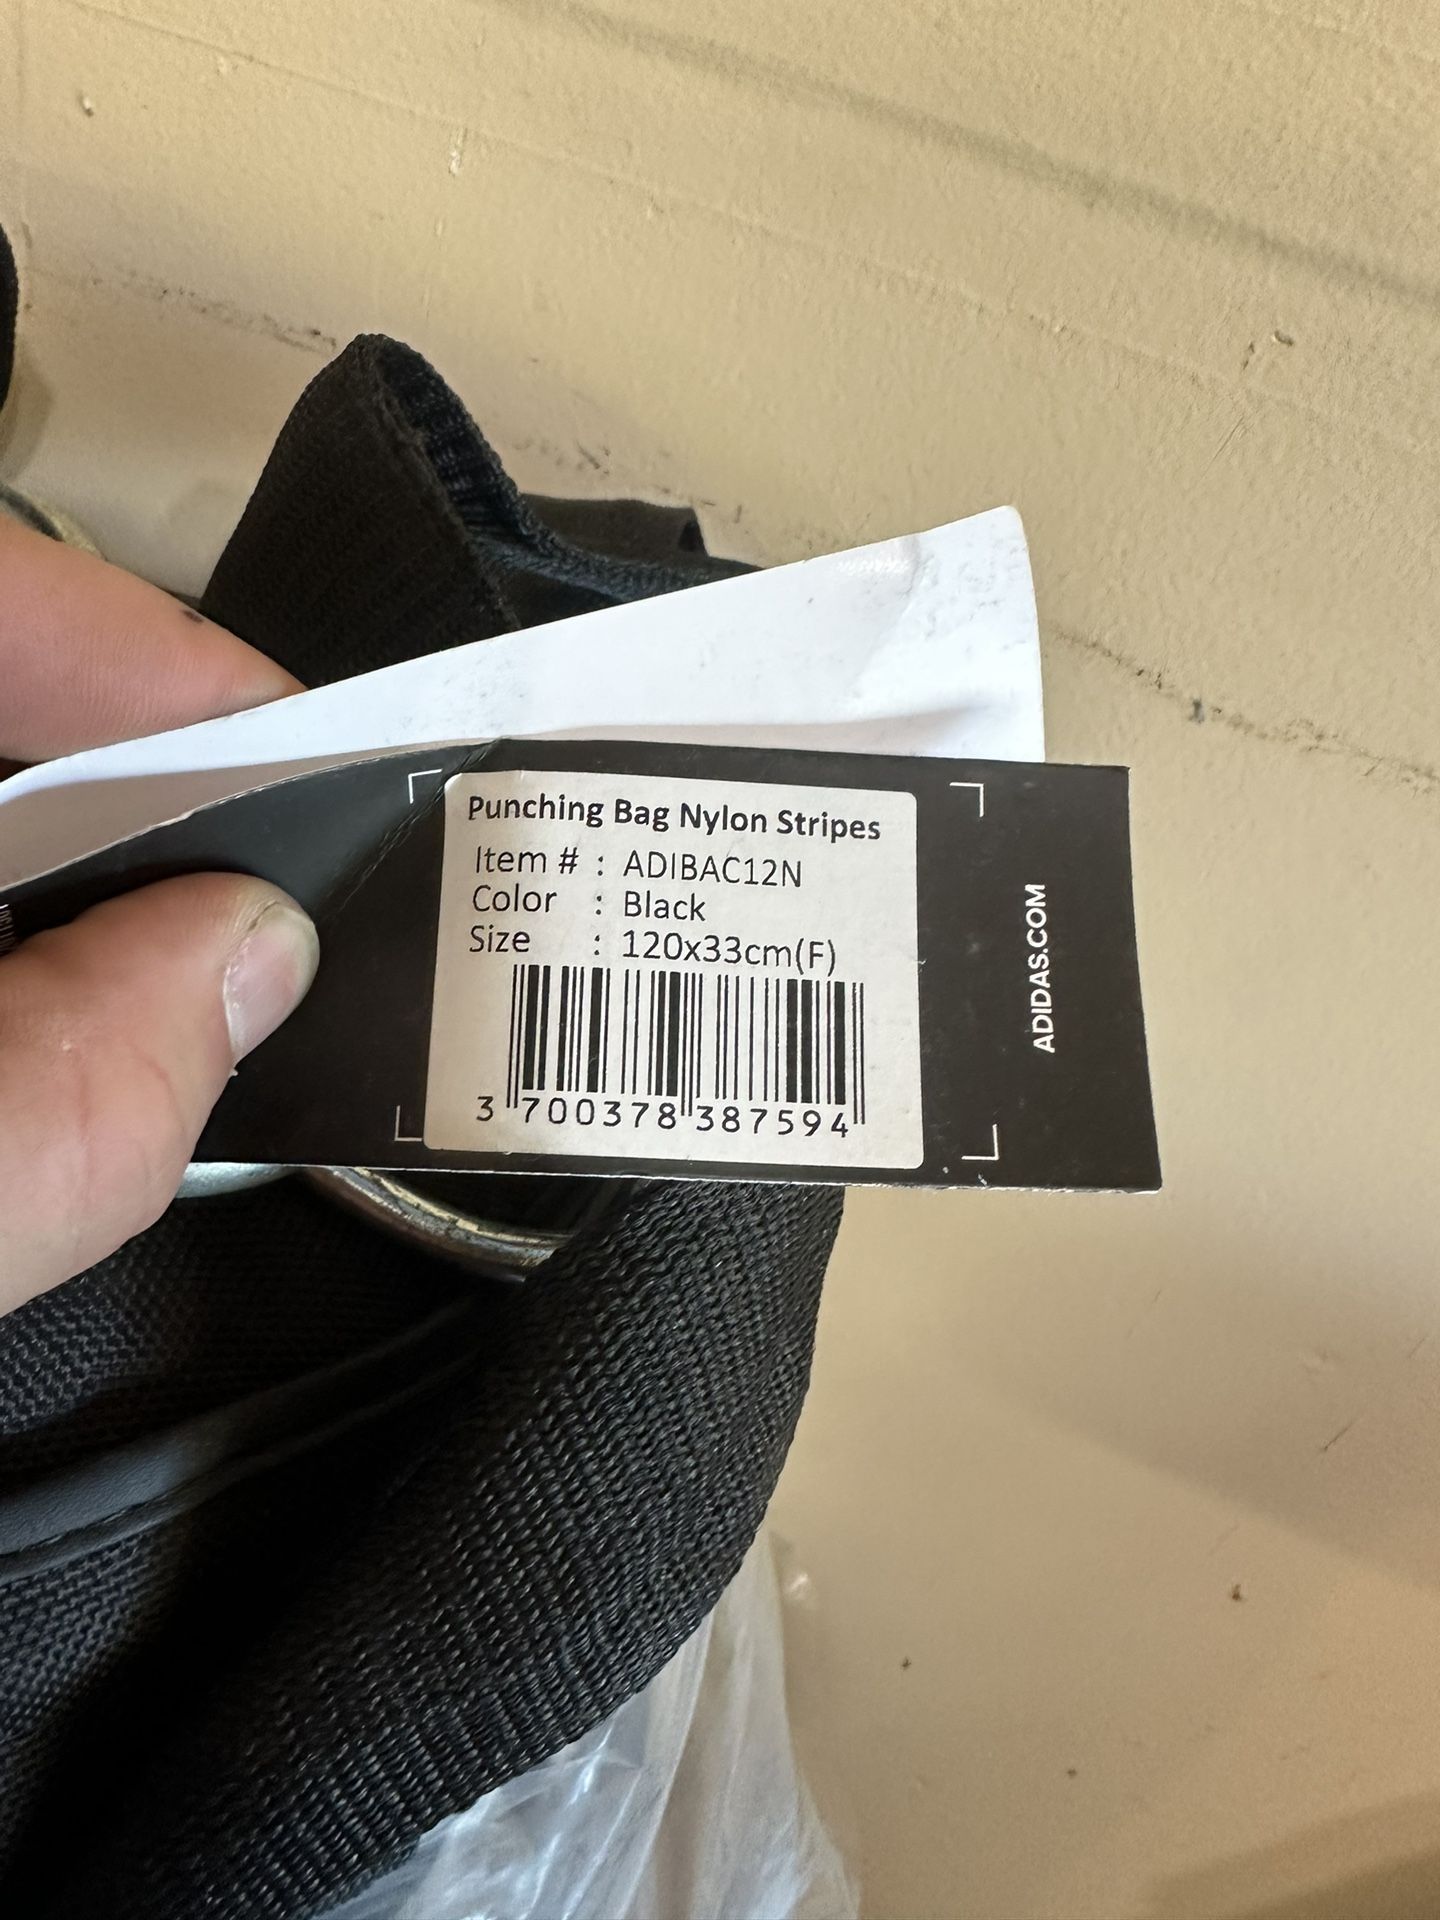 Punching Bag Nylon Stripes
Item # : ADIBAC12N
Color : Black
Size : 120x33cm(F)
3 700378 387594
ADIDAS.COM